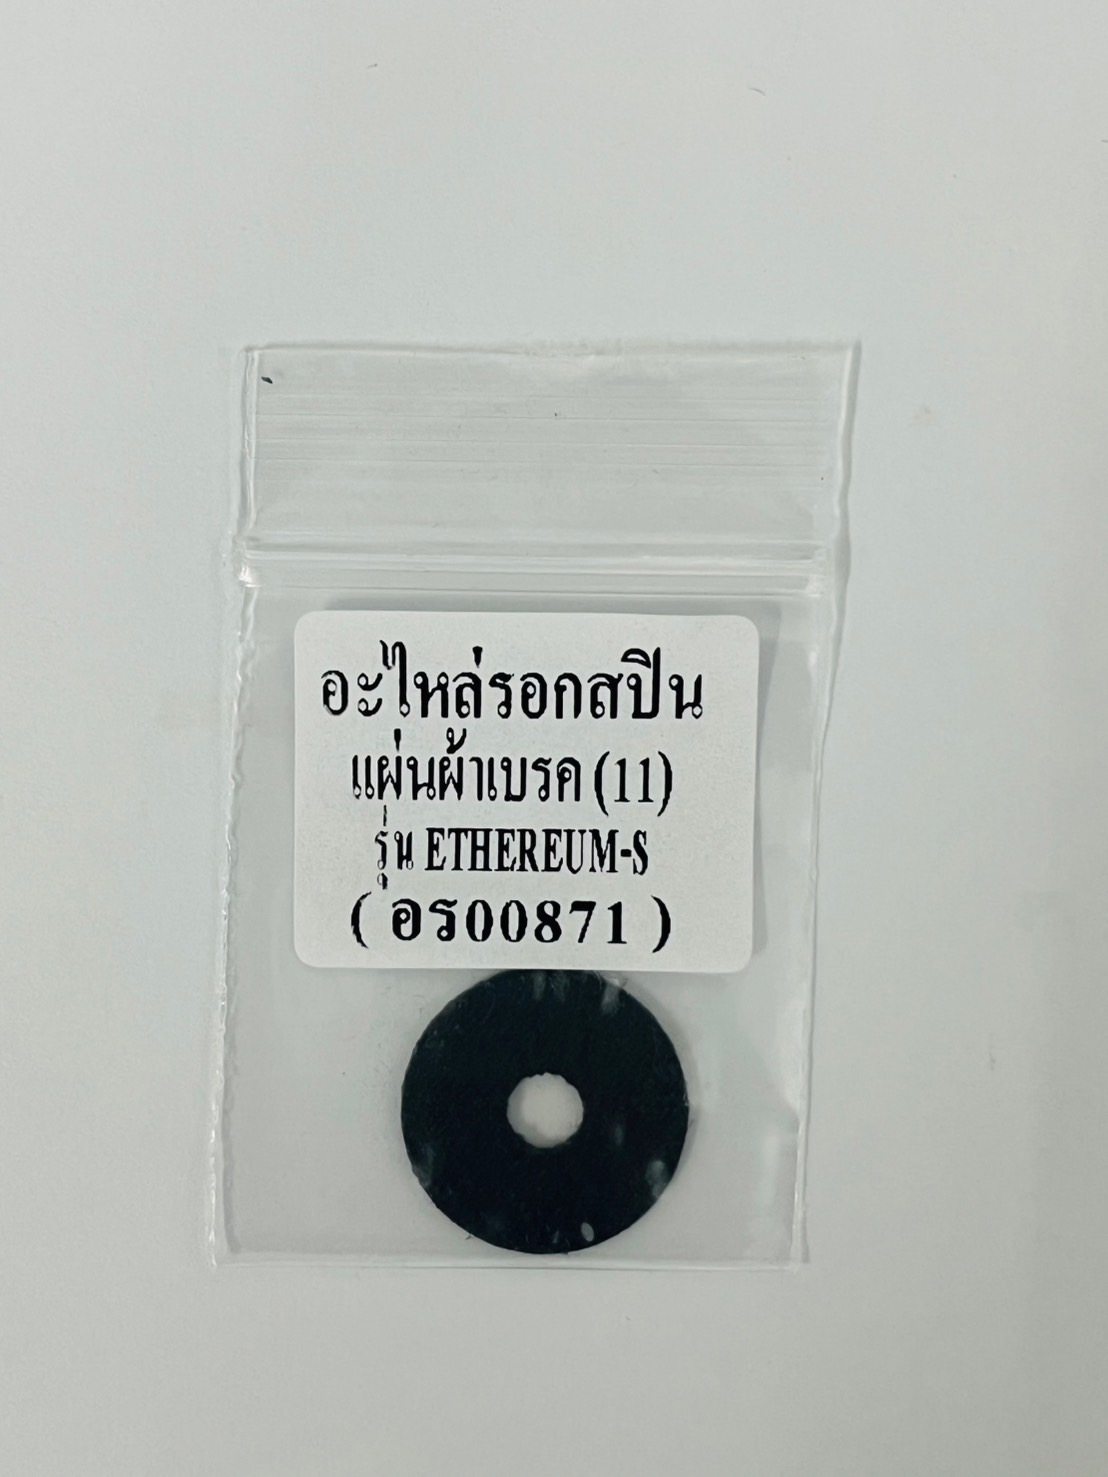 อะไหล่รอกสปิน
แผ่นผ้าเบรค (11)
รุ่น ETHEREUM-S
( อร00871 )